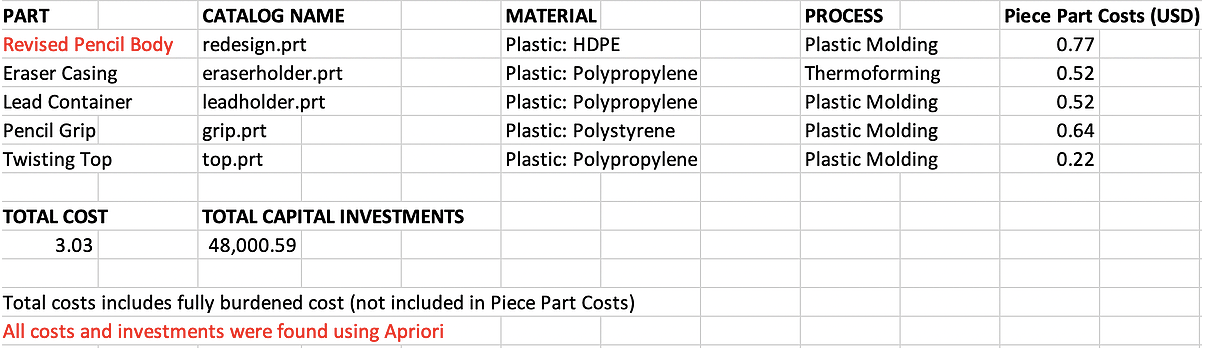 PART CATALOG NAME MATERIAL PROCESS Piece Part Costs (USD)
Revised Pencil Body redesign.prt Plastic: HDPE Plastic Molding 0.77
Eraser Casing eraserholder.prt Plastic: Polypropylene Thermoforming 0.52
Lead Container leadholder.prt Plastic: Polypropylene Plastic Molding 0.52
Pencil Grip grip.prt Plastic: Polystyrene Plastic Molding 0.64
Twisting Top top.prt Plastic: Polypropylene Plastic Molding 0.22
TOTAL COST TOTAL CAPITAL INVESTMENTS
3.03 48,000.59
Total costs includes fully burdened cost (not included in Piece Part Costs)
All costs and investments were found using Apriori